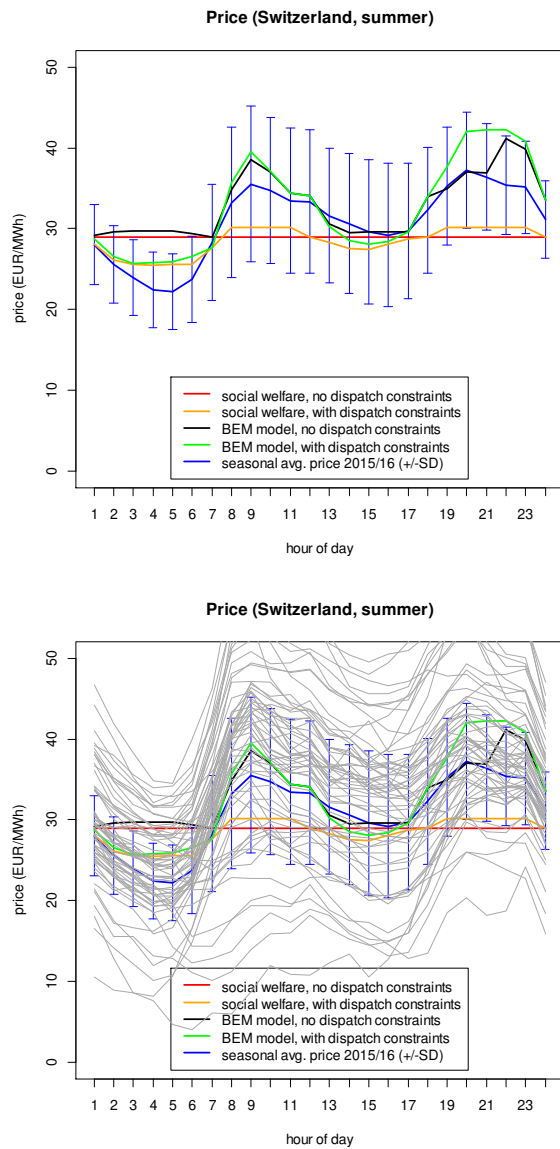 Price (Switzerland, summer)
50
40
30
20
10
0
price (EUR/MWh)
social welfare, no dispatch constraints
social welfare, with dispatch constraints
BEM model, no dispatch constraints
BEM model, with dispatch constraints
seasonal avg. price 2015/16 (+/-SD)
1 2 3 4 5 6 7 8 9 11 13 15 17 19 21 23
hour of day
Price (Switzerland, summer)
50
40
30
20
10
0
price (EUR/MWh)
social welfare, no dispatch constraints
social welfare, with dispatch constraints
BEM model, no dispatch constraints
BEM model, with dispatch constraints
seasonal avg. price 2015/16 (+/-SD)
1 2 3 4 5 6 7 8 9 11 13 15 17 19 21 23
hour of day